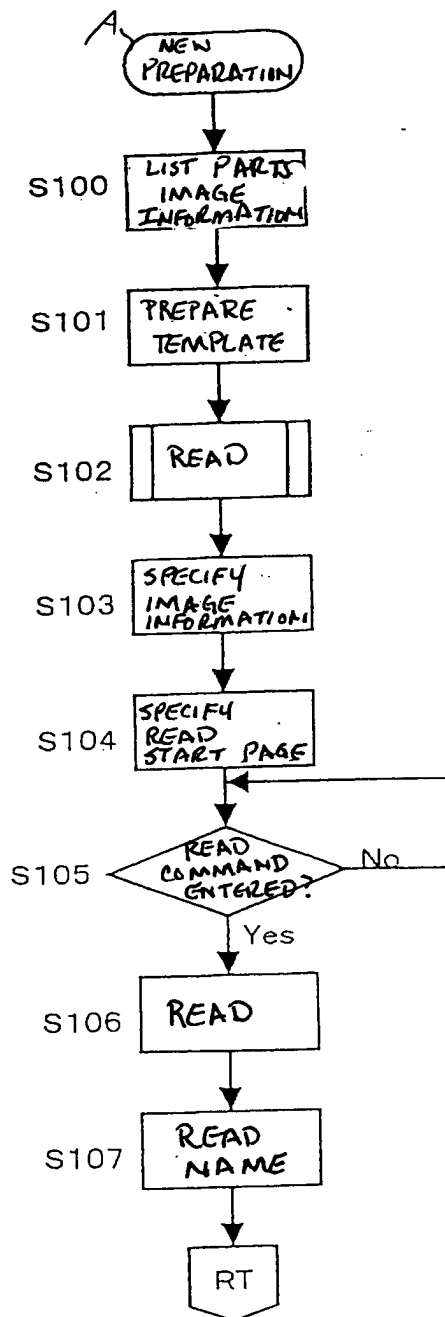 A
NEW
PREPARATION
S100
LIST PARTS
IMAGE
INFORMATION
S101
PREPARE
TEMPLATE
S102
READ
S103
SPECIFY
IMAGE
INFORMATION
S104
SPECIFY
READ
START PAGE
S105
READ
COMMAND
ENTERED?
No
Yes
S106
READ
S107
READ
NAME
RT